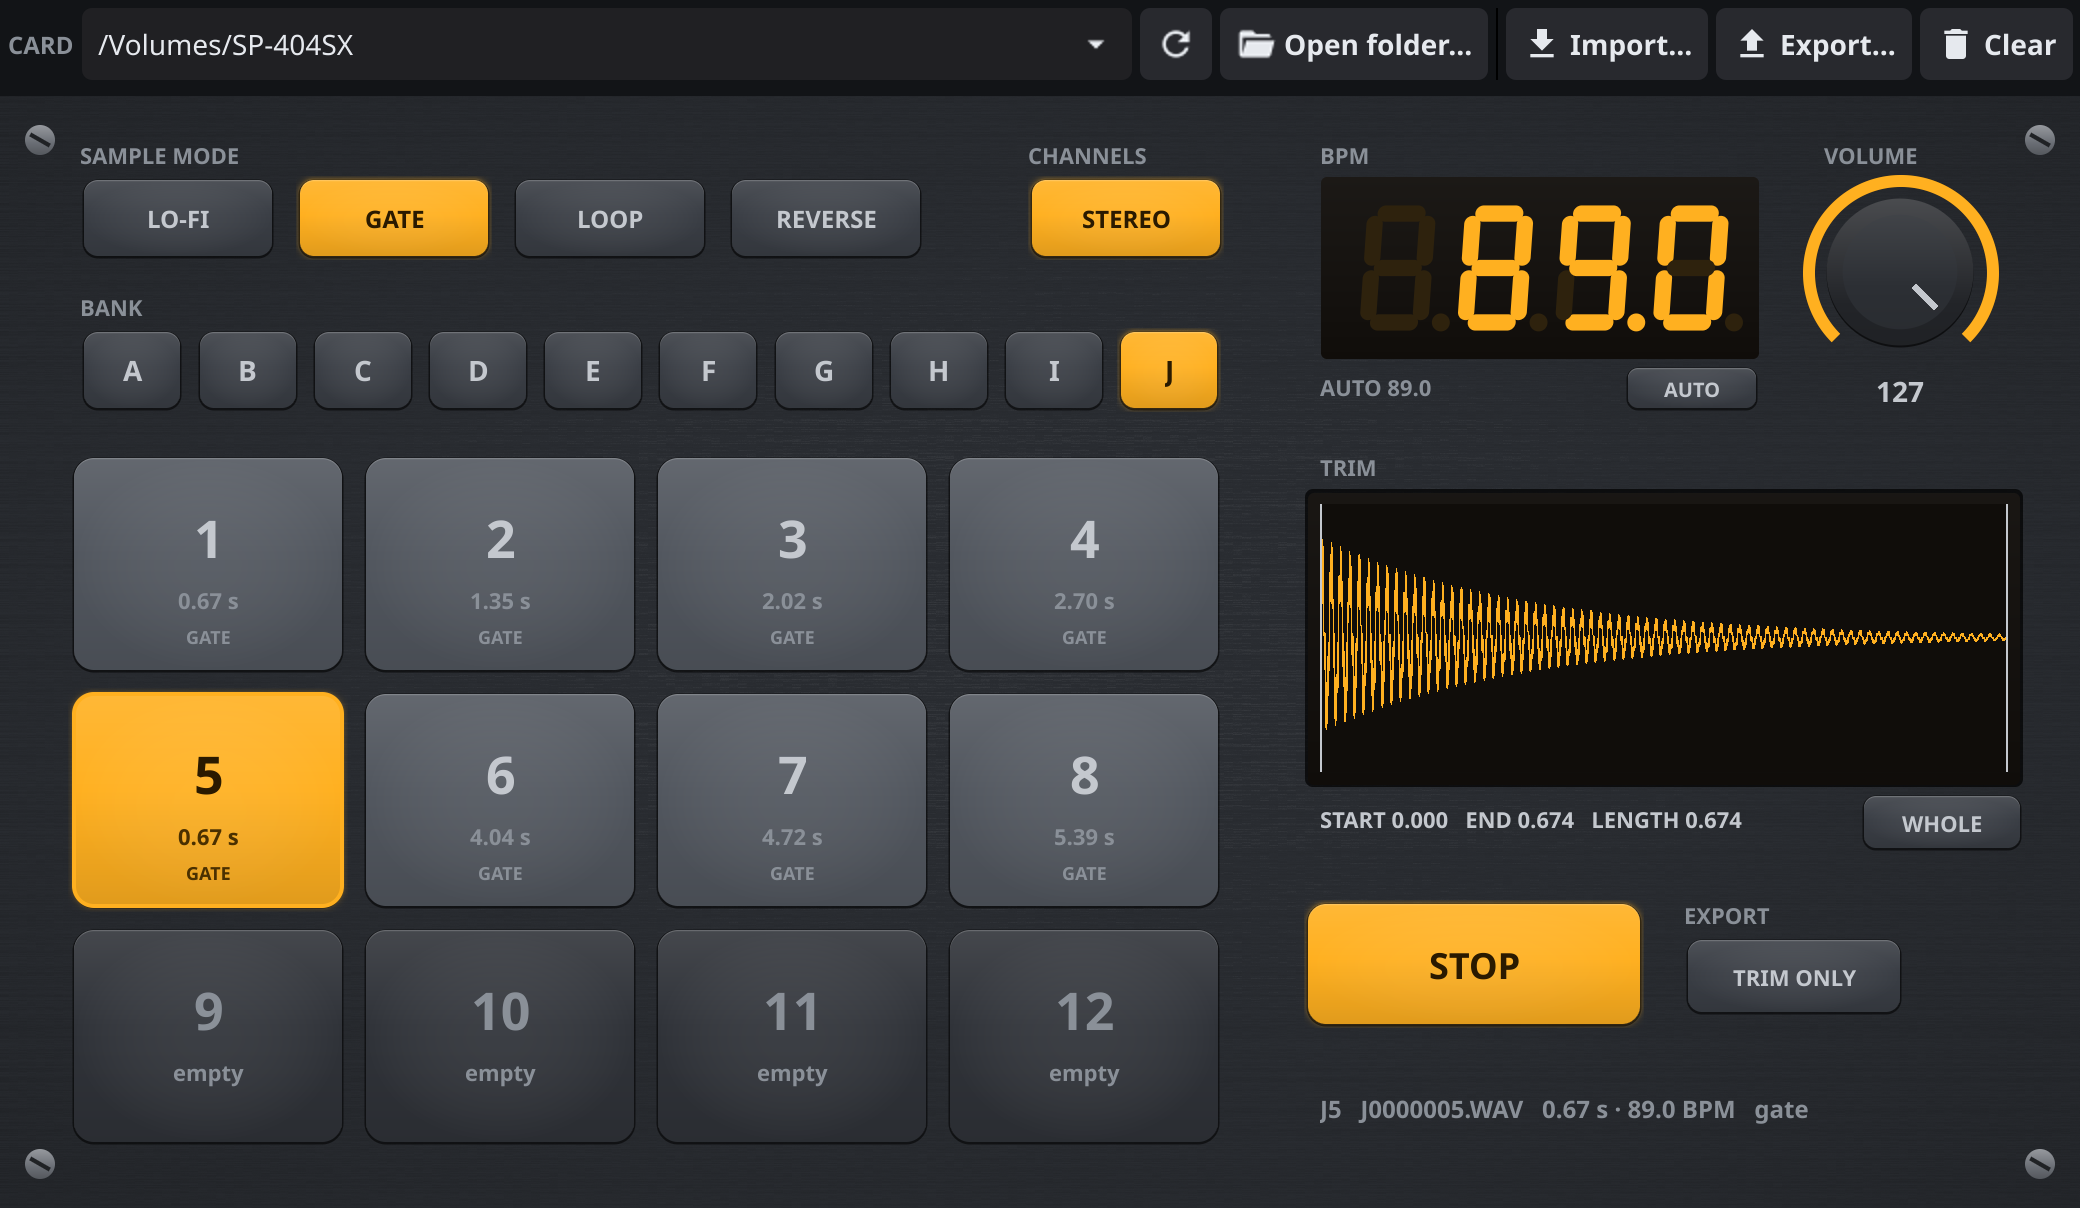 CARD /Volumes/SP-404SX Open folder... Import... Export... Clear
SAMPLE MODE
LO-FI GATE LOOP REVERSE
CHANNELS
STEREO
BANK
A B C D E F G H I J
BPM
89.0
AUTO 89.0 AUTO
VOLUME
127
1
0.67 s
GATE
2
1.35 s
GATE
3
2.02 s
GATE
4
2.70 s
GATE
5
0.67 s
GATE
6
4.04 s
GATE
7
4.72 s
GATE
8
5.39 s
GATE
9
empty
10
empty
11
empty
12
empty
TRIM
START 0.000 END 0.674 LENGTH 0.674 WHOLE
STOP
EXPORT
TRIM ONLY
J5 J0000005.WAV 0.67 s · 89.0 BPM gate